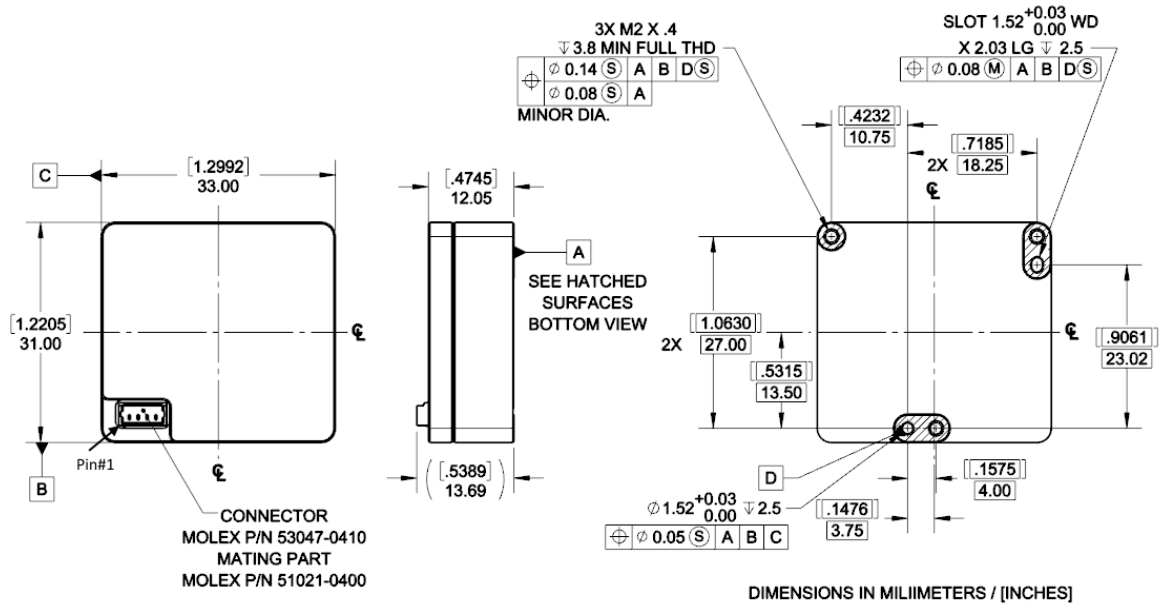 3X M2 X .4
↧ 3.8 MIN FULL THD
⌖ ⌀ 0.14 Ⓢ A B DⓈ
⌀ 0.08 Ⓢ A
MINOR DIA.
SLOT 1.52 +0.03 0.00 WD
X 2.03 LG ↧ 2.5
⌖ ⌀ 0.08 Ⓜ A B DⓈ
[.4232]
10.75
[.7185]
2X 18.25
℄
C
[1.2992]
33.00
[.4745]
12.05
A
SEE HATCHED
SURFACES
BOTTOM VIEW
[1.2205]
31.00
℄
[1.0630]
2X 27.00
[.5315]
13.50
℄
[.9061]
23.02
Pin#1
B
℄
([.5389]
13.69)
D
[.1575]
4.00
[.1476]
3.75
⌀1.52 +0.03 0.00 ↧2.5
⌖ ⌀ 0.05 Ⓢ A B C
CONNECTOR
MOLEX P/N 53047-0410
MATING PART
MOLEX P/N 51021-0400
DIMENSIONS IN MILIIMETERS / [INCHES]